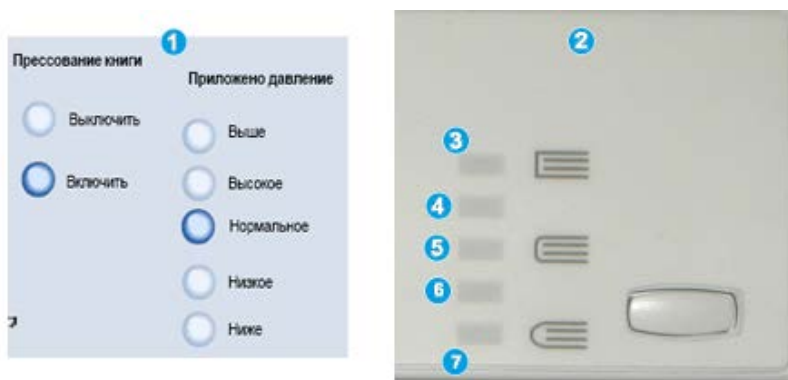 1
2
Прессование книги
Приложено давление
Выключить
Включить
Выше
Высокое
Нормальное
Низкое
Ниже
3
4
5
6
7